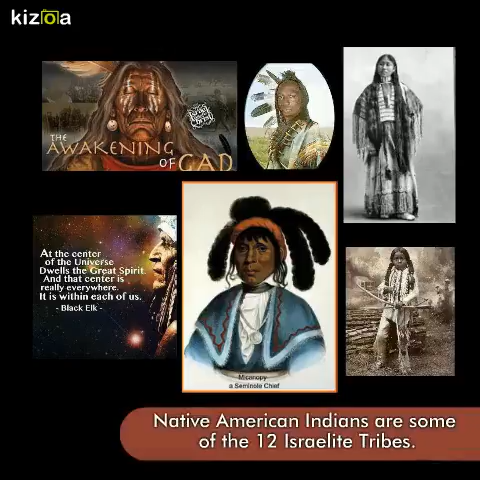 kizoa
THE
AWAKENING
OF GAD
At the center
of the Universe
Dwells the Great Spirit.
And that center is
really everywhere.
It is within each of us.
- Black Elk -
Micanopy
a Seminole Chief
Native American Indians are some
of the 12 Israelite Tribes.